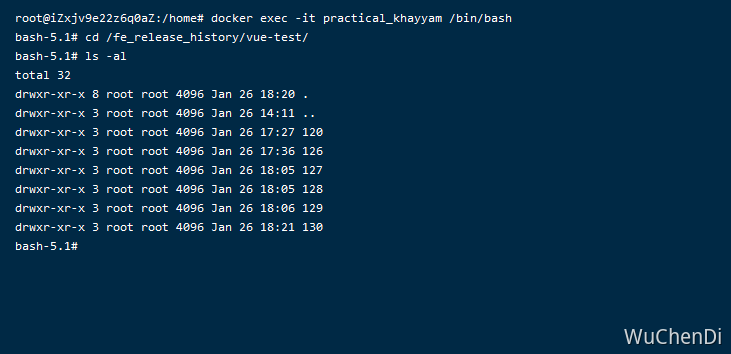 root@iZxjv9e22z6q0aZ:/home# docker exec -it practical_khayyam /bin/bash
bash-5.1# cd /fe_release_history/vue-test/
bash-5.1# ls -al
total 32
drwxr-xr-x 8 root root 4096 Jan 26 18:20 .
drwxr-xr-x 3 root root 4096 Jan 26 14:11 ..
drwxr-xr-x 3 root root 4096 Jan 26 17:27 120
drwxr-xr-x 3 root root 4096 Jan 26 17:36 126
drwxr-xr-x 3 root root 4096 Jan 26 18:05 127
drwxr-xr-x 3 root root 4096 Jan 26 18:05 128
drwxr-xr-x 3 root root 4096 Jan 26 18:06 129
drwxr-xr-x 3 root root 4096 Jan 26 18:21 130
bash-5.1#
WuChenDi